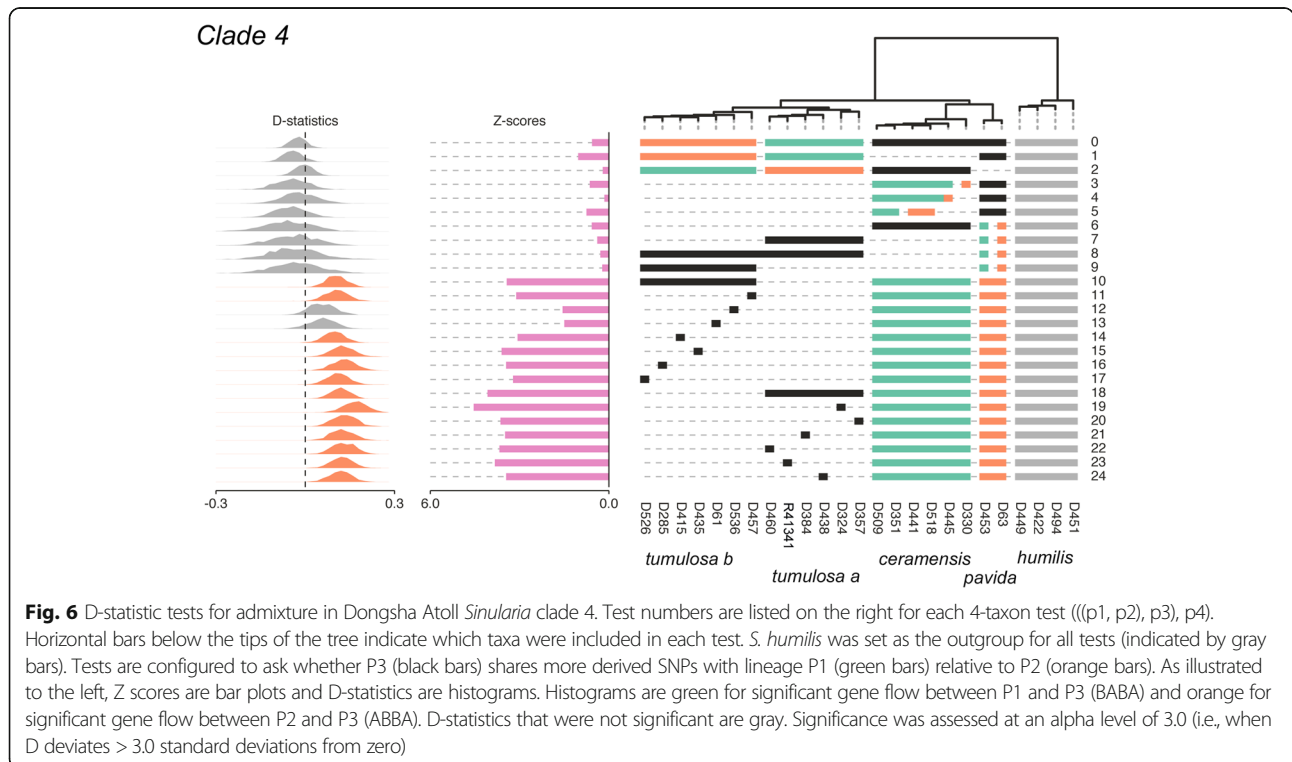 Clade 4
D-statistics
Z-scores
0
1
2
3
4
5
6
7
8
9
10
11
12
13
14
15
16
17
18
19
20
21
22
23
24
-0.3
0.3
6.0
0.0
D526
D285
D415
D435
D61
D536
D457
D460
R41341
D384
D438
D324
D357
D509
D351
D441
D518
D445
D330
D453
D63
D449
D422
D494
D451
tumulosa b
tumulosa a
ceramensis
pavida
humilis
Fig. 6 D-statistic tests for admixture in Dongsha Atoll Sinularia clade 4. Test numbers are listed on the right for each 4-taxon test (((p1, p2), p3), p4).
Horizontal bars below the tips of the tree indicate which taxa were included in each test. S. humilis was set as the outgroup for all tests (indicated by gray
bars). Tests are configured to ask whether P3 (black bars) shares more derived SNPs with lineage P1 (green bars) relative to P2 (orange bars). As illustrated
to the left, Z scores are bar plots and D-statistics are histograms. Histograms are green for significant gene flow between P1 and P3 (BABA) and orange for
significant gene flow between P2 and P3 (ABBA). D-statistics that were not significant are gray. Significance was assessed at an alpha level of 3.0 (i.e., when
D deviates > 3.0 standard deviations from zero)